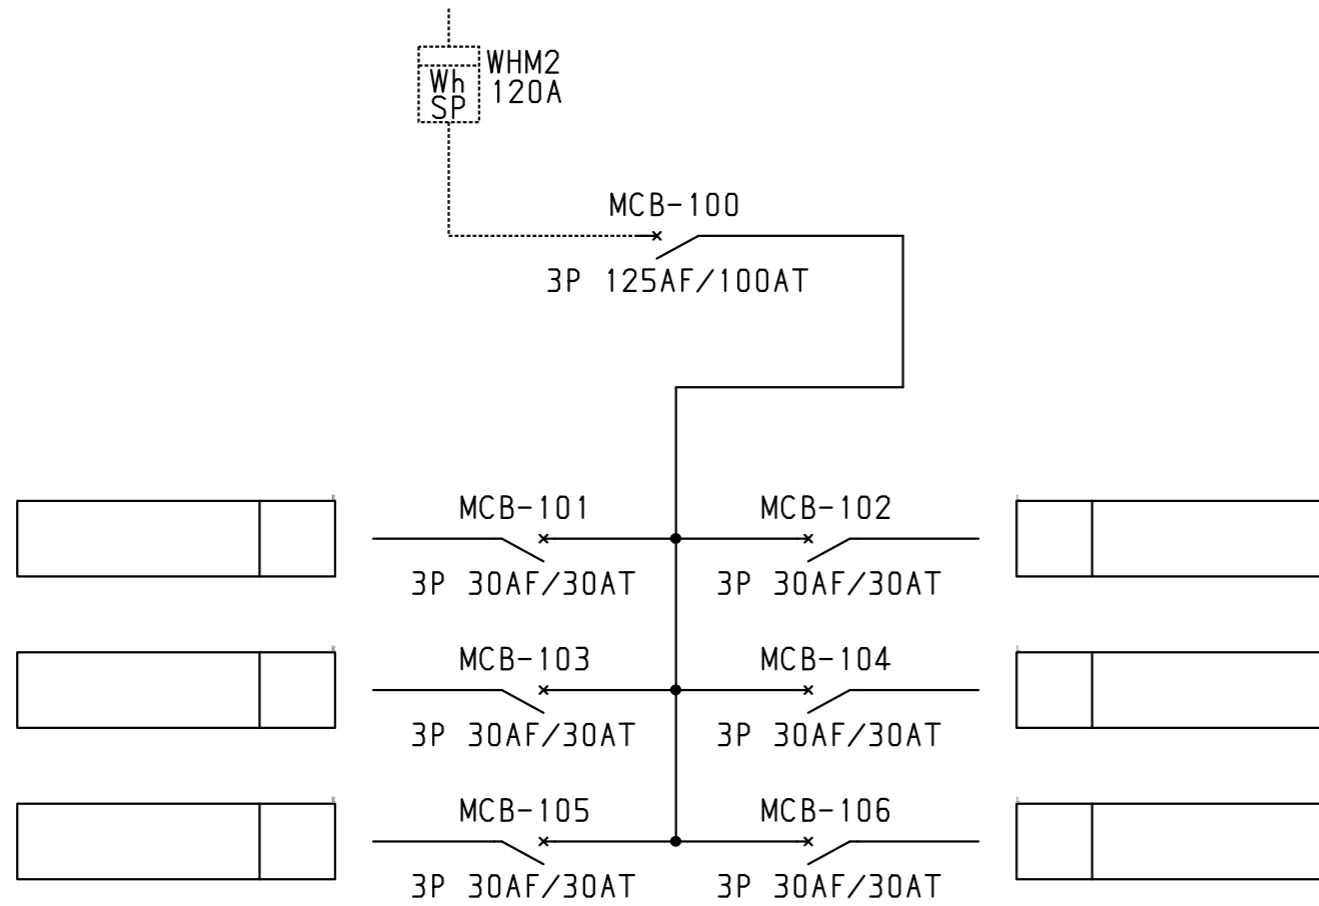 WHM2
120A
Wh
SP
MCB-100
3P 125AF/100AT
R
MCB-101
MCB-102
L
3P 30AF/30AT
3P 30AF/30AT
R
MCB-103
MCB-104
L
3P 30AF/30AT
3P 30AF/30AT
R
MCB-105
MCB-106
L
3P 30AF/30AT
3P 30AF/30AT